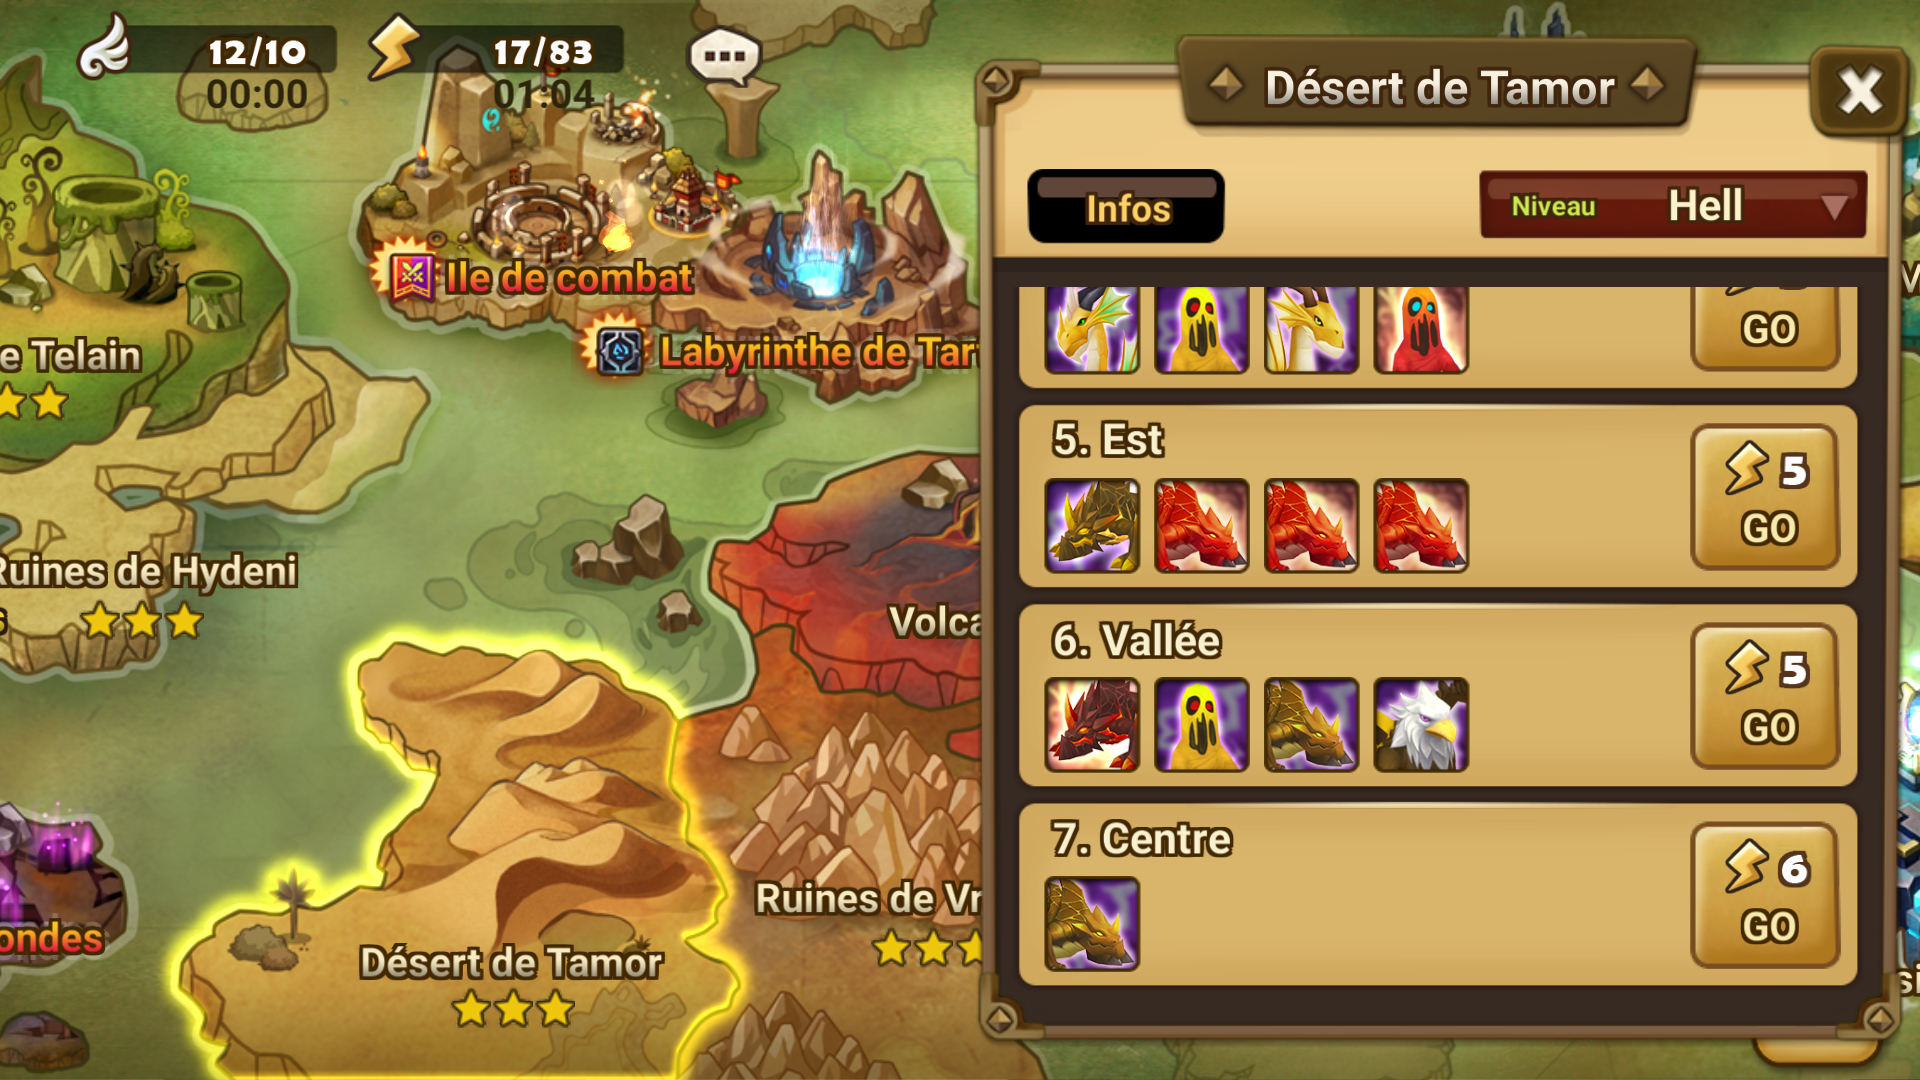 12/10
00:00
17/83
01:04
Ile de combat
Labyrinthe de Tar
e Telain
Ruines de Hydeni
Volca
Ruines de Vr
ondes
Désert de Tamor
Désert de Tamor
Infos
Niveau Hell
GO
5. Est
5
GO
6. Vallée
5
GO
7. Centre
6
GO